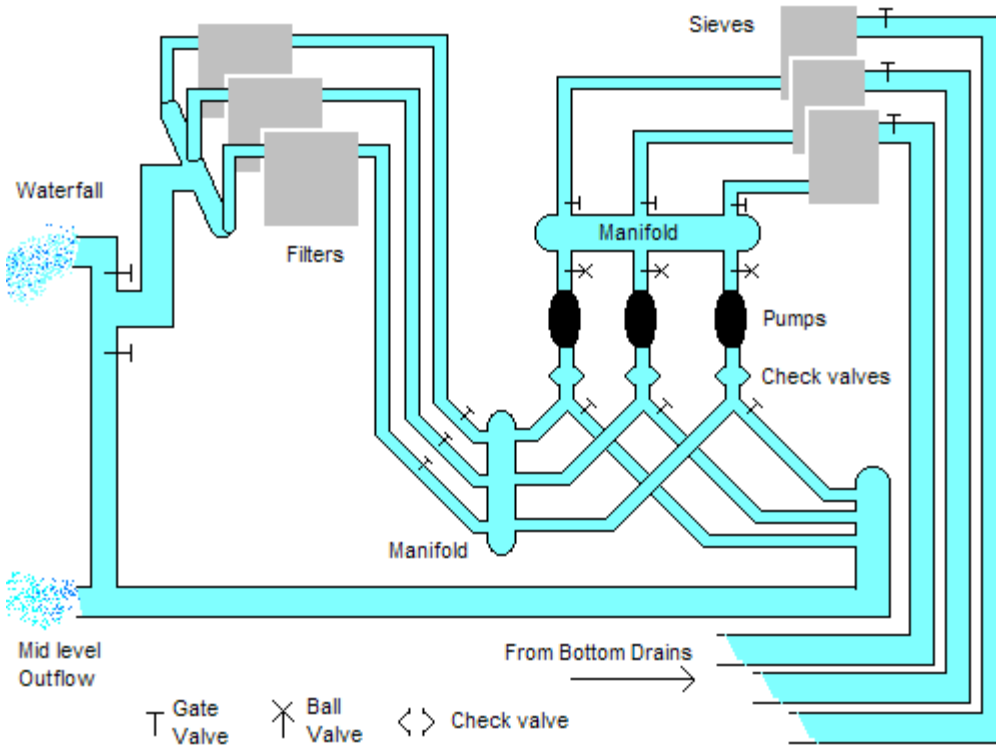 Sieves
Waterfall
Filters
Manifold
Pumps
Check valves
Manifold
Mid level
Outflow
From Bottom Drains
Gate
Valve
Ball
Valve
Check valve